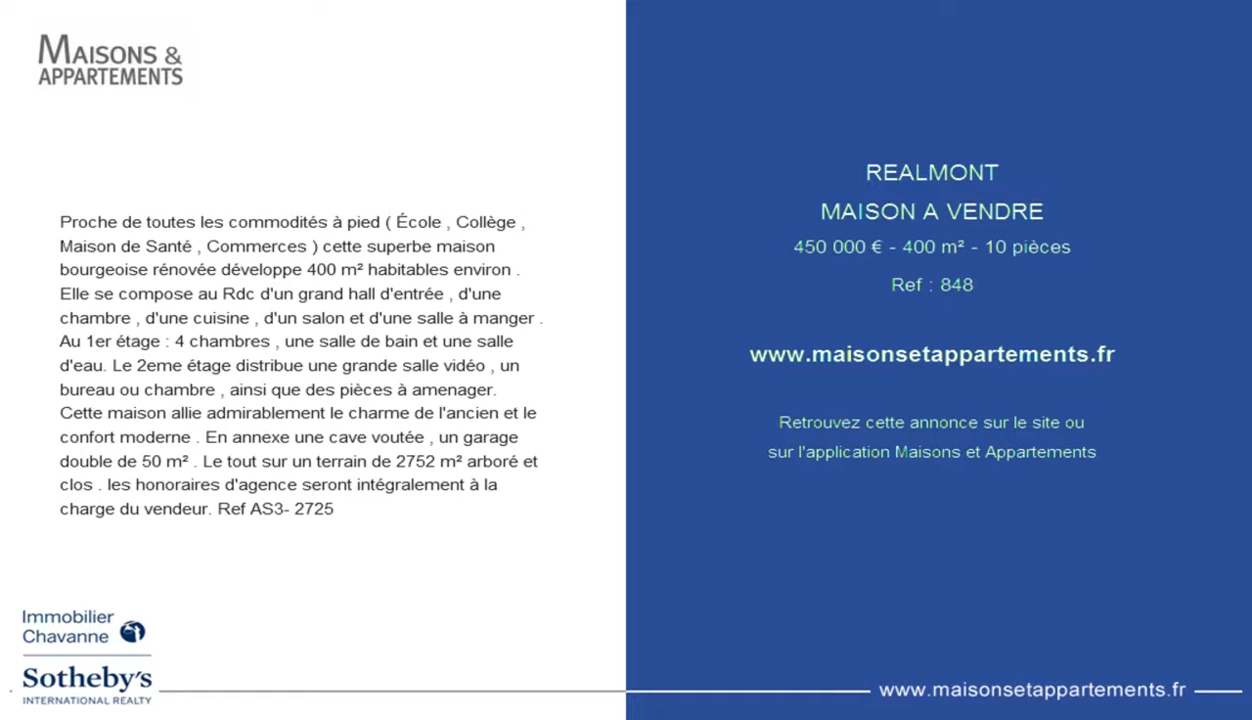 MAISONS &
APPARTEMENTS
Proche de toutes les commodités à pied ( École , Collège ,
Maison de Santé , Commerces ) cette superbe maison
bourgeoise rénovée développe 400 m² habitables environ .
Elle se compose au Rdc d'un grand hall d'entrée , d'une
chambre , d'une cuisine , d'un salon et d'une salle à manger .
Au 1er étage : 4 chambres , une salle de bain et une salle
d'eau. Le 2eme étage distribue une grande salle vidéo , un
bureau ou chambre , ainsi que des pièces à amenager.
Cette maison allie admirablement le charme de l'ancien et le
confort moderne . En annexe une cave voutée , un garage
double de 50 m² . Le tout sur un terrain de 2752 m² arboré et
clos . les honoraires d'agence seront intégralement à la
charge du vendeur. Ref AS3- 2725
Immobilier
Chavanne
Sotheby's
INTERNATIONAL REALTY
REALMONT
MAISON A VENDRE
450 000 € - 400 m² - 10 pièces
Ref : 848
www.maisonsetappartements.fr
Retrouvez cette annonce sur le site ou
sur l'application Maisons et Appartements
www.maisonsetappartements.fr